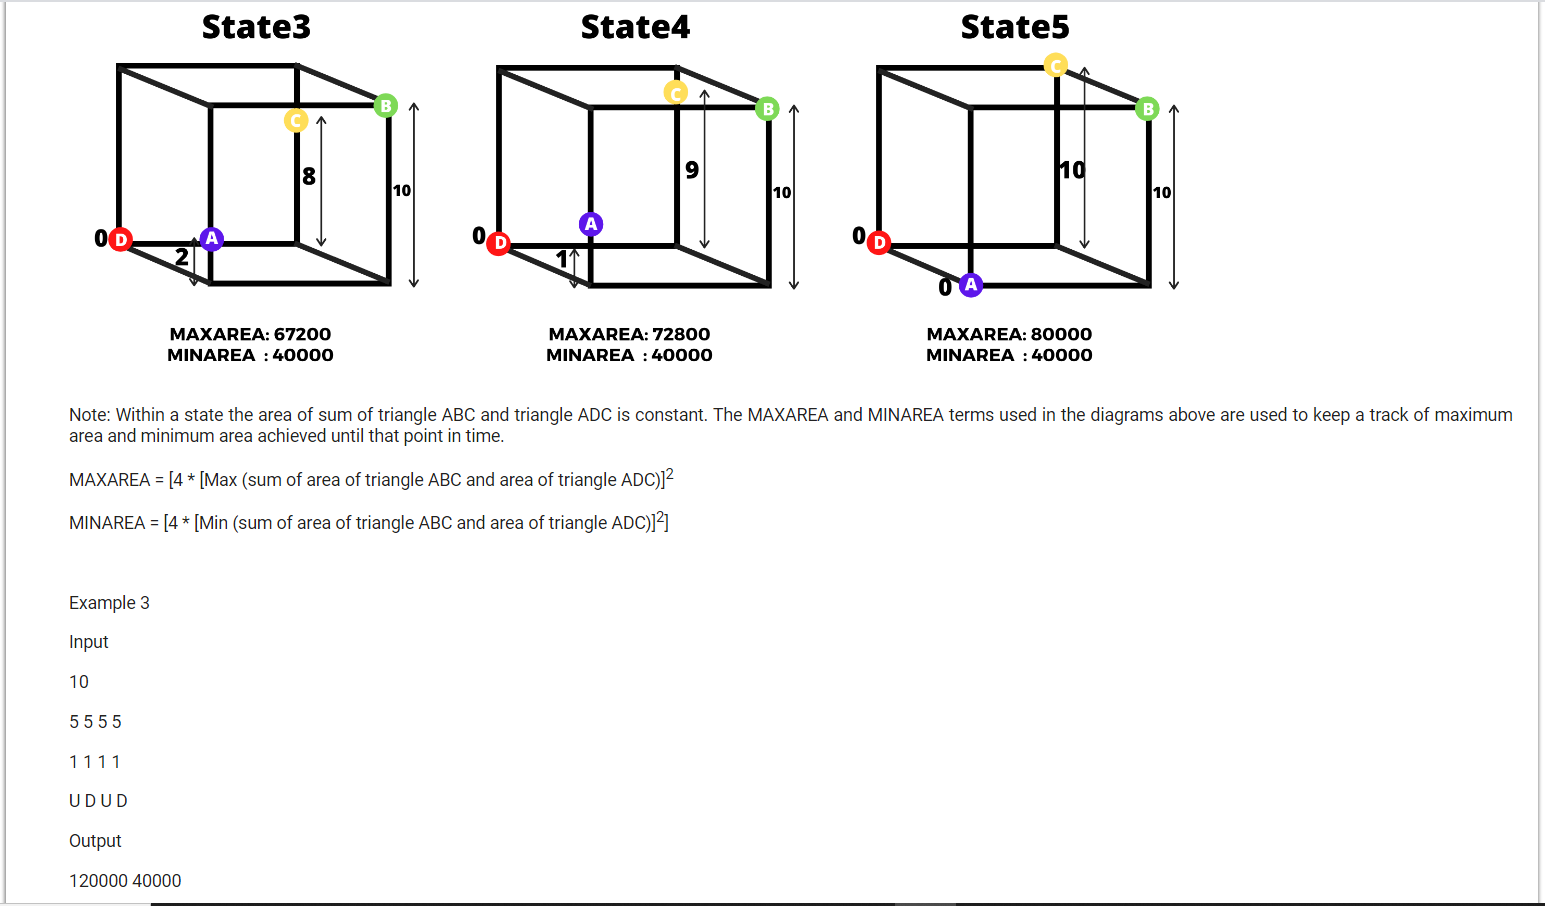 State3 State4 State5
C B C B C B
8 10 9 10 10 10
0 D A 0 D A 0 D
2 1 0 A
MAXAREA: 67200 MAXAREA: 72800 MAXAREA: 80000
MINAREA : 40000 MINAREA : 40000 MINAREA : 40000
Note: Within a state the area of sum of triangle ABC and triangle ADC is constant. The MAXAREA and MINAREA terms used in the diagrams above are used to keep a track of maximum
area and minimum area achieved until that point in time.
MAXAREA = [4 * [Max (sum of area of triangle ABC and area of triangle ADC)]²
MINAREA = [4 * [Min (sum of area of triangle ABC and area of triangle ADC)]²]
Example 3
Input
10
5 5 5 5
1 1 1 1
U D U D
Output
120000 40000